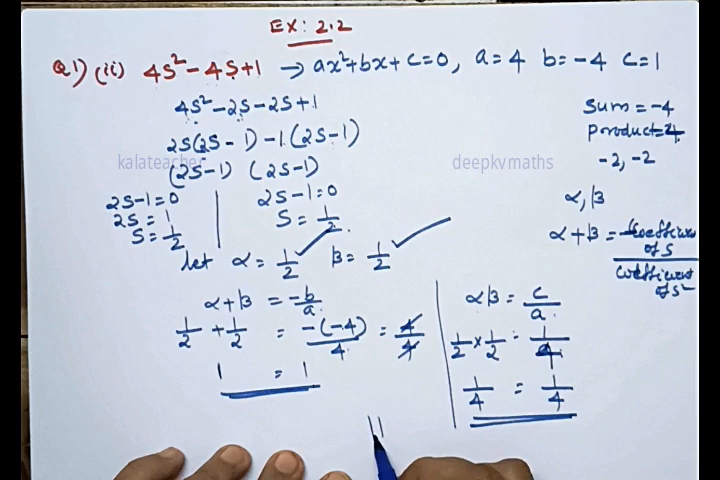 EX: 2.2
Q1) (ii) 4S² - 4S + 1 → ax² + bx + c = 0, a = 4 b = -4 c = 1
4S² - 2S - 2S + 1
2S(2S - 1) - 1 (2S - 1)
(2S - 1) (2S - 1)
2S - 1 = 0
2S = 1
S = 1/2
2S - 1 = 0
S = 1/2
Sum = -4
product = 4
-2, -2
α, β
α + β = -coefficient of S / coefficient of S²
let α = 1/2 β = 1/2
α + β = -b/a
1/2 + 1/2 = -(-4)/4 = 4/4
1 = 1
αβ = c/a
1/2 × 1/2 = 1/4
1/4 = 1/4
kalateacher
deepkvmaths